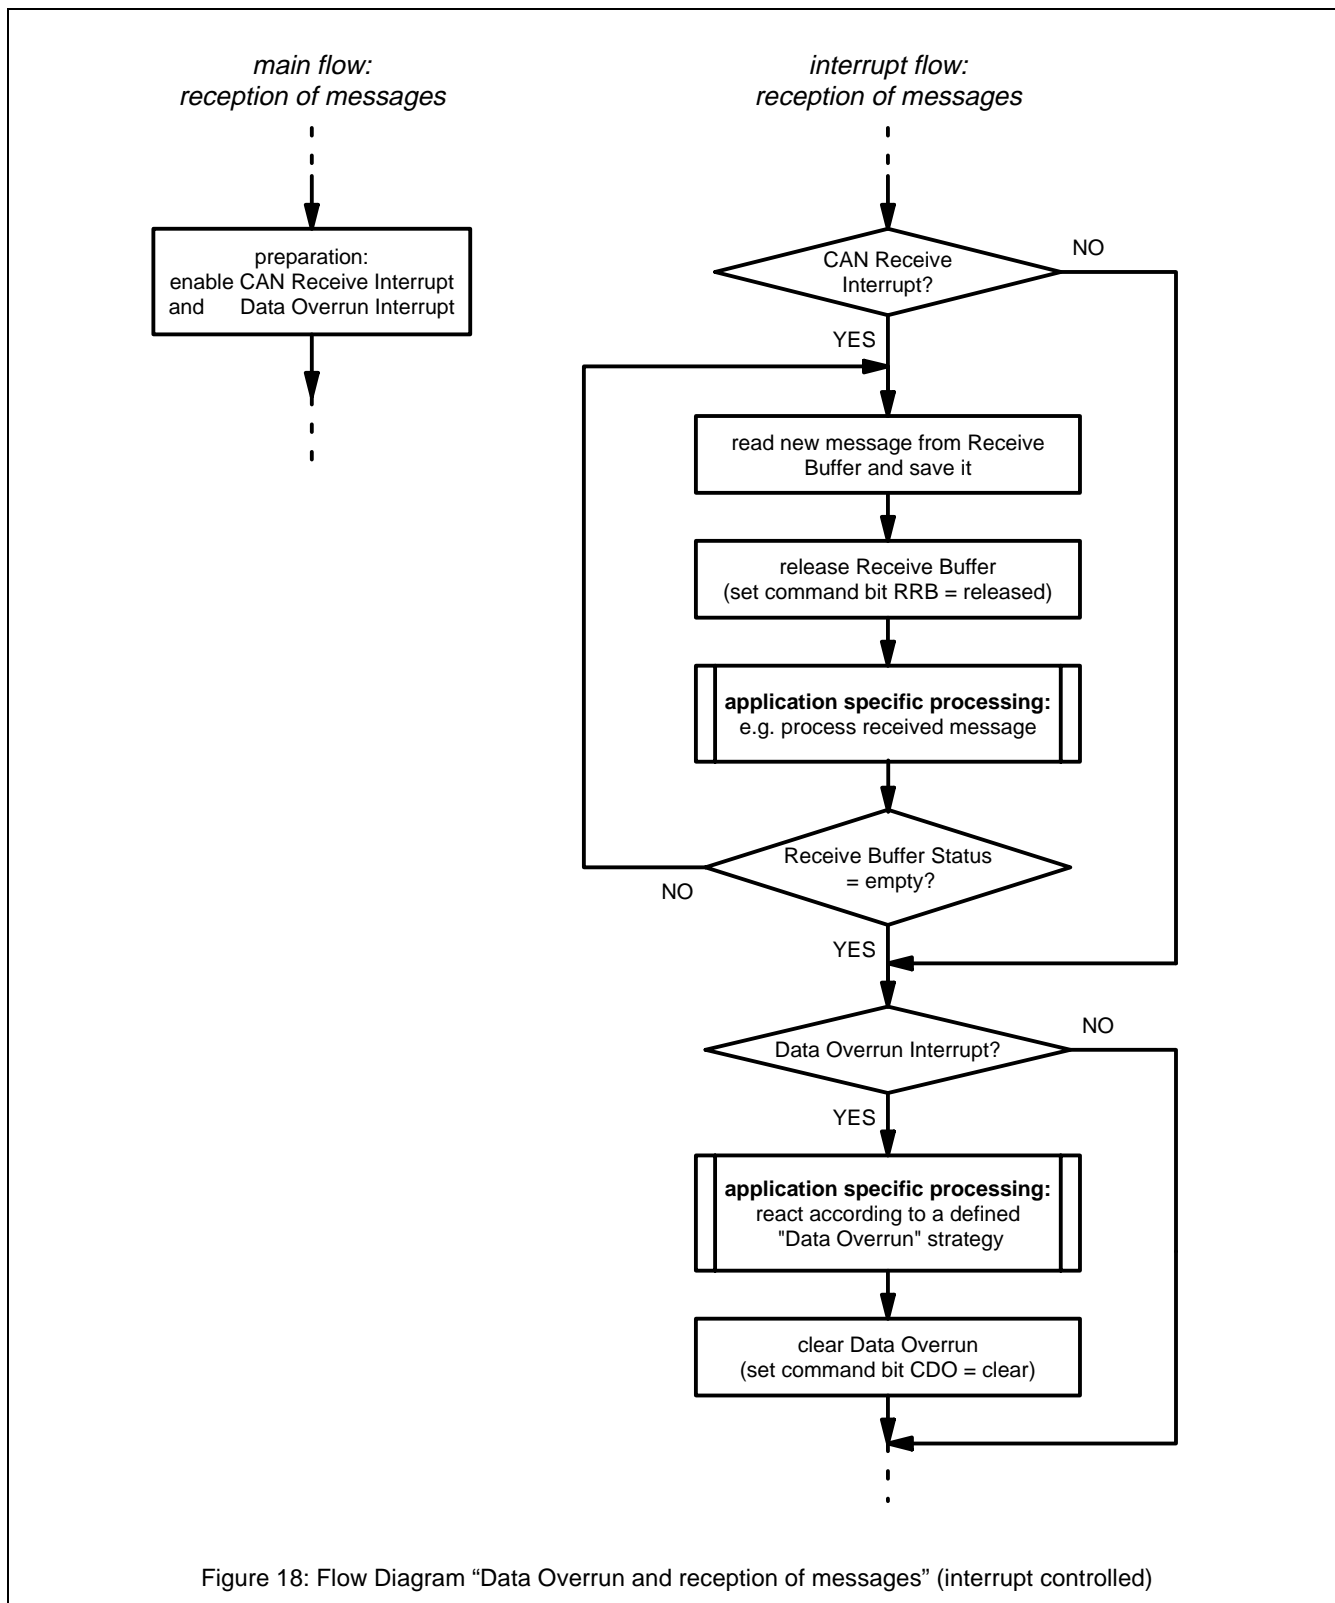 main flow:
reception of messages
preparation:
enable CAN Receive Interrupt
and Data Overrun Interrupt
interrupt flow:
reception of messages
CAN Receive
Interrupt?
NO
YES
read new message from Receive
Buffer and save it
release Receive Buffer
(set command bit RRB = released)
application specific processing:
e.g. process received message
Receive Buffer Status
= empty?
NO
YES
Data Overrun Interrupt?
NO
YES
application specific processing:
react according to a defined
"Data Overrun" strategy
clear Data Overrun
(set command bit CDO = clear)
Figure 18: Flow Diagram “Data Overrun and reception of messages” (interrupt controlled)